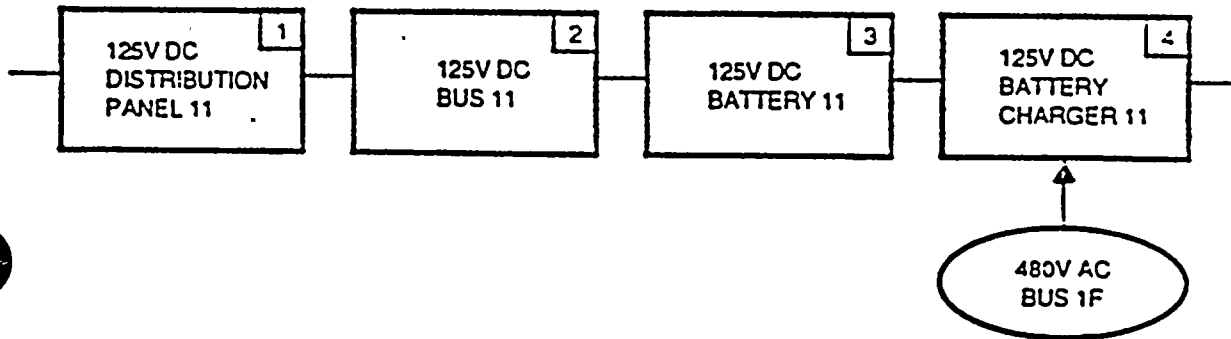 1
125V DC
DISTRIBUTION
PANEL 11
2
125V DC
BUS 11
3
125V DC
BATTERY 11
4
125V DC
BATTERY
CHARGER 11
480V AC
BUS 1F